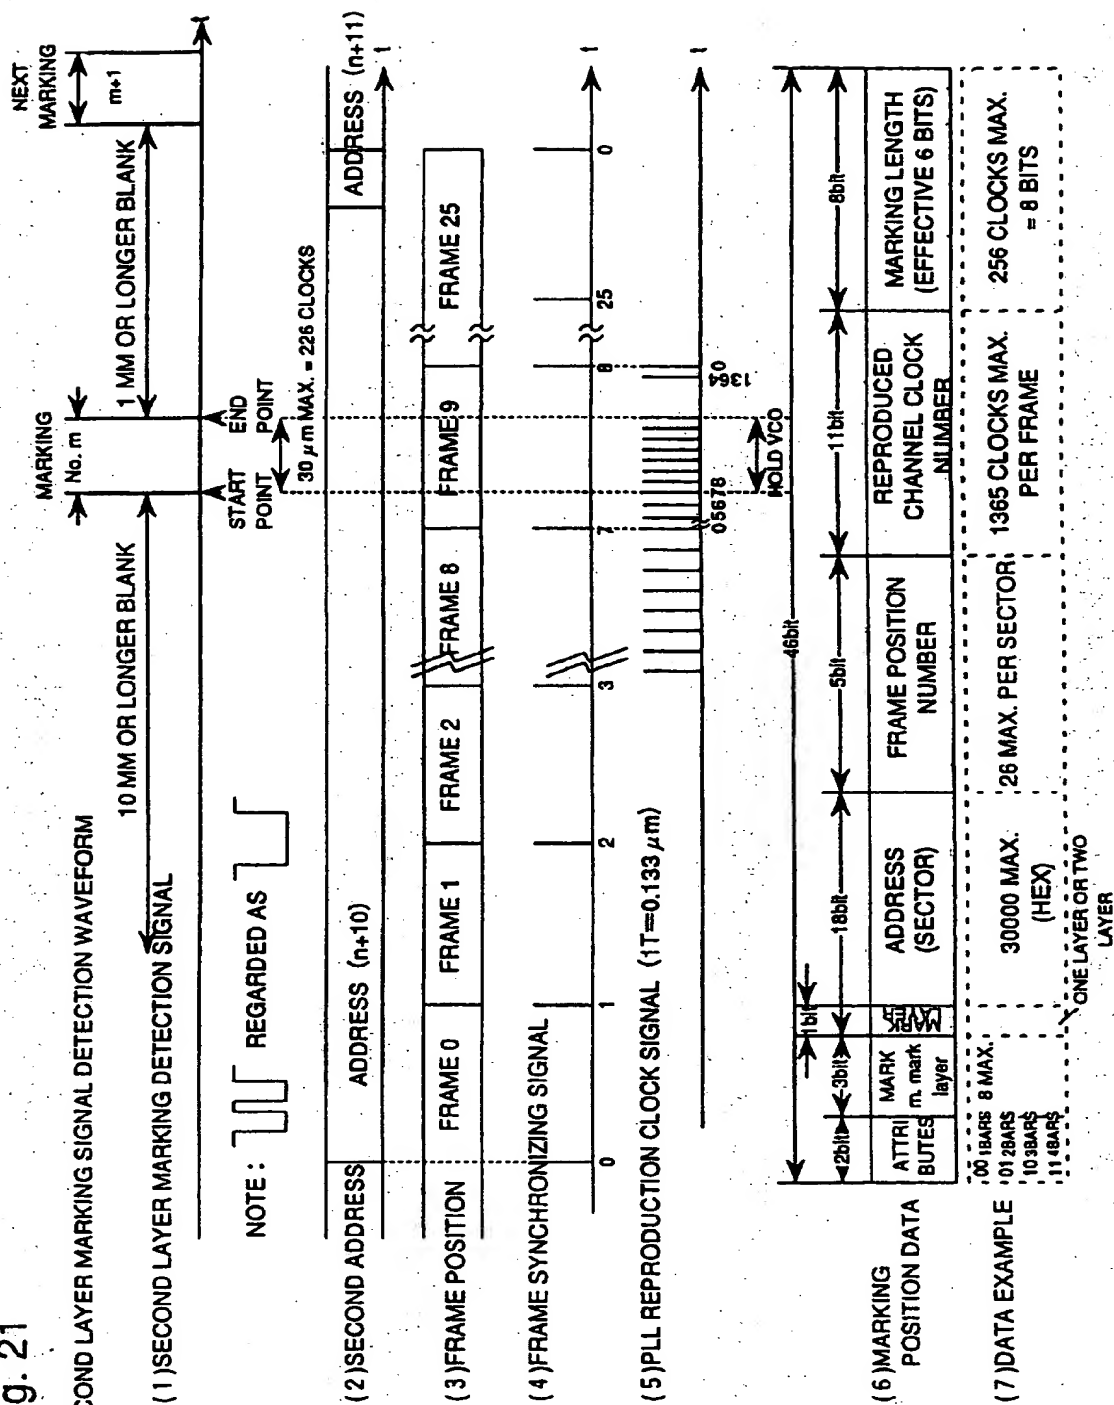 g. 21
COND LAYER MARKING SIGNAL DETECTION WAVEFORM
NEXT
MARKING
m+1
MARKING
No. m
(1)SECOND LAYER MARKING DETECTION SIGNAL
10 MM OR LONGER BLANK
1 MM OR LONGER BLANK
t
START
POINT
END
POINT
NOTE :
REGARDED AS
30 μm MAX. = 226 CLOCKS
(2)SECOND ADDRESS
ADDRESS (n+10)
ADDRESS (n+11)
t
(3)FRAME POSITION
FRAME 0
FRAME 1
FRAME 2
FRAME 8
FRAME 9
FRAME 25
(4)FRAME SYNCHRONIZING SIGNAL
0
1
2
3
7
8
25
0
t
(5)PLL REPRODUCTION CLOCK SIGNAL (1T=0.133 μm)
05678
1364
0
t
HOLD VCO
46bit
2bit
3bit
1bit
18bit
5bit
11bit
8bit
(6)MARKING
POSITION DATA
ATTRI
BUTES
MARK
m. mark
layer
MARK
LAYER
ADDRESS
(SECTOR)
FRAME POSITION
NUMBER
REPRODUCED
CHANNEL CLOCK
NUMBER
MARKING LENGTH
(EFFECTIVE 6 BITS)
(7)DATA EXAMPLE
00 1BARS
01 2BARS
10 3BARS
11 4BARS
8 MAX.
30000 MAX.
(HEX)
26 MAX. PER SECTOR
1365 CLOCKS MAX.
PER FRAME
256 CLOCKS MAX.
= 8 BITS
ONE LAYER OR TWO
LAYER